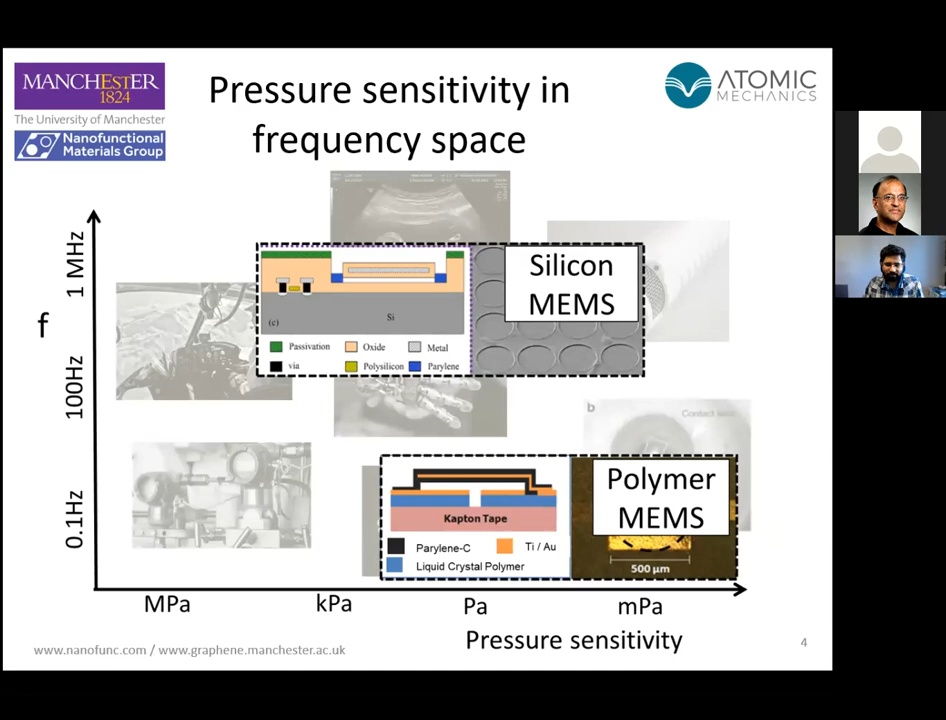 MANCHESTER
1824
The University of Manchester
Nanofunctional
Materials Group
Pressure sensitivity in
frequency space
ATOMIC
MECHANICS
f
1 MHz
100Hz
0.1Hz
Silicon
MEMS
(c)
Si
Passivation
Oxide
Metal
via
Polysilicon
Parylene
b
Contact lens
Polymer
MEMS
Kapton Tape
Parylene-C
Ti / Au
Liquid Crystal Polymer
500 µm
MPa
kPa
Pa
mPa
Pressure sensitivity
www.nanofunc.com / www.graphene.manchester.ac.uk
4